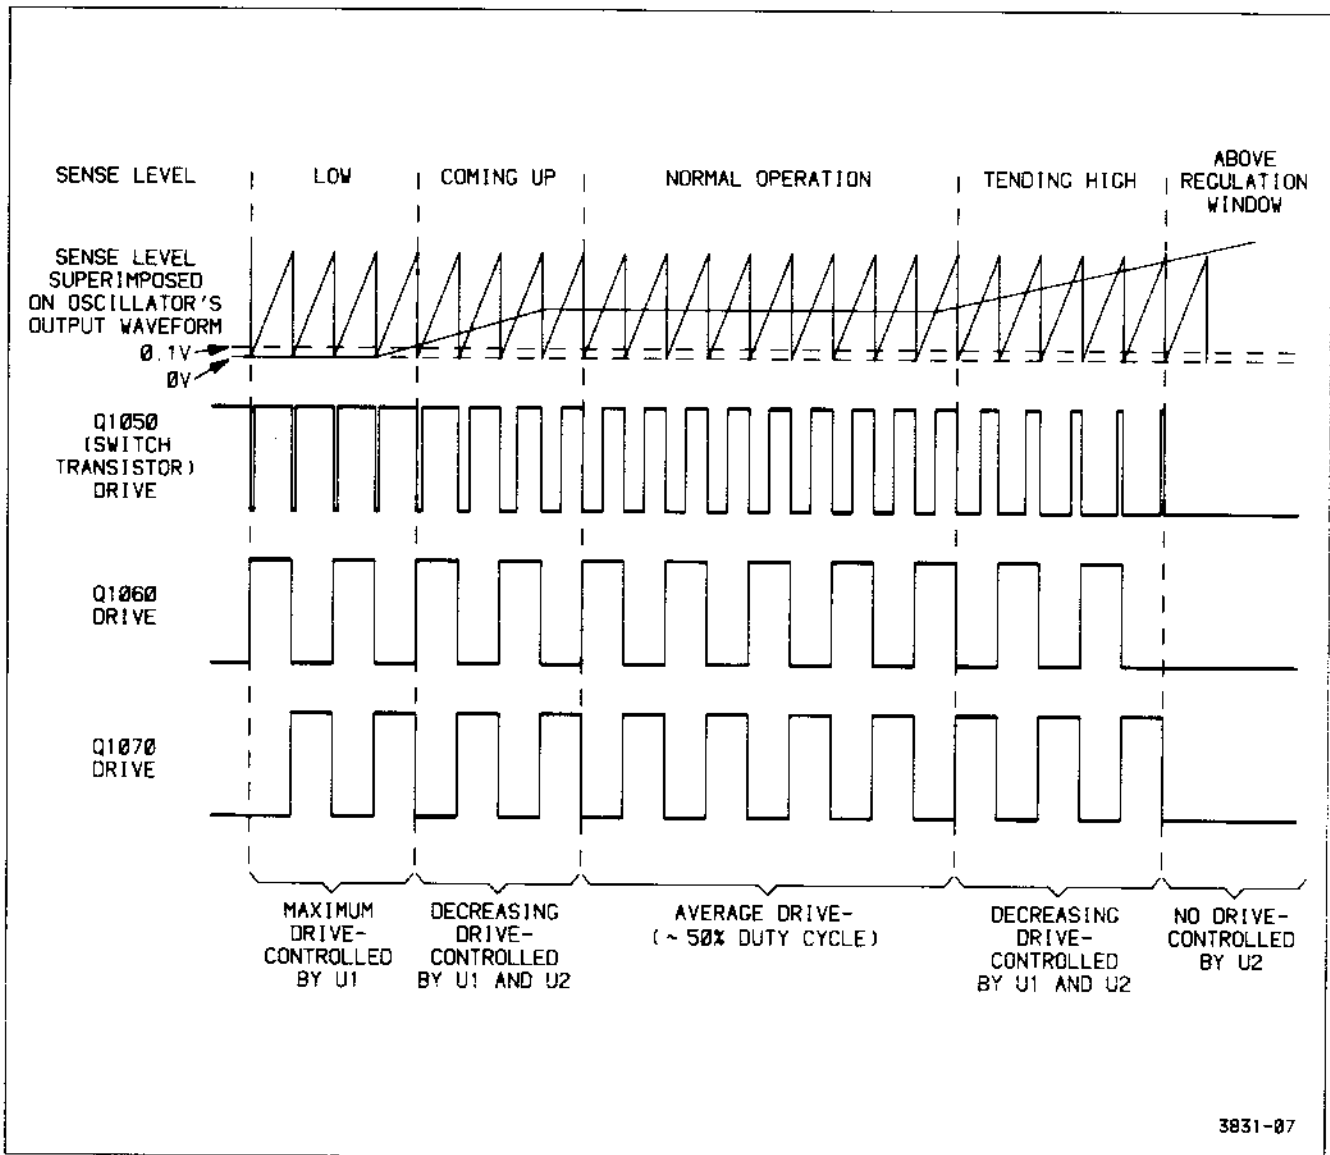 SENSE LEVEL
LOW
COMING UP
NORMAL OPERATION
TENDING HIGH
ABOVE
REGULATION
WINDOW
SENSE LEVEL
SUPERIMPOSED
ON OSCILLATOR'S
OUTPUT WAVEFORM
0.1V
0V
Q1050
(SWITCH
TRANSISTOR)
DRIVE
Q1060
DRIVE
Q1070
DRIVE
MAXIMUM
DRIVE-
CONTROLLED
BY U1
DECREASING
DRIVE-
CONTROLLED
BY U1 AND U2
AVERAGE DRIVE-
(~50% DUTY CYCLE)
DECREASING
DRIVE-
CONTROLLED
BY U1 AND U2
NO DRIVE-
CONTROLLED
BY U2
3831-07